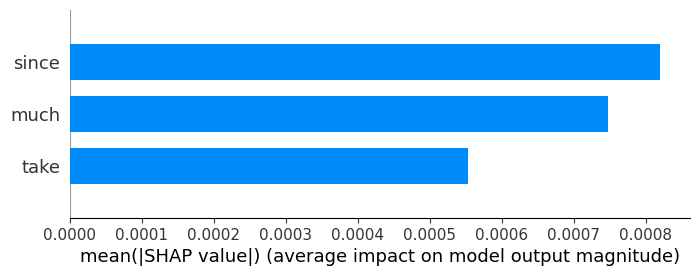 since
much
take
0.0000 0.0001 0.0002 0.0003 0.0004 0.0005 0.0006 0.0007 0.0008
mean(|SHAP value|) (average impact on model output magnitude)